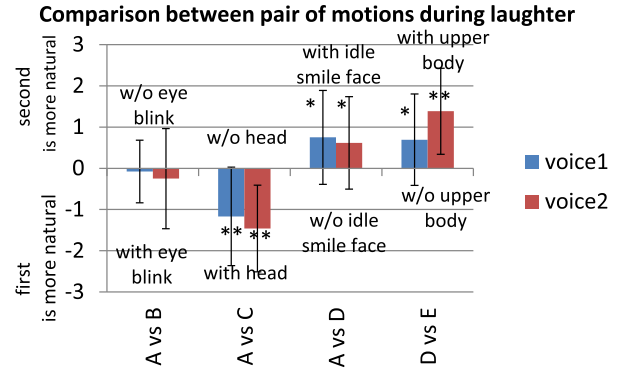 Comparison between pair of motions during laughter
second
is more natural
first
is more natural
3
2
1
0
-1
-2
-3
w/o eye
blink
with eye
blink
w/o head
with head
with idle
smile face
w/o idle
smile face
with upper
body
w/o upper
body
**
**
*
*
*
**
A vs B
A vs C
A vs D
D vs E
voice1
voice2